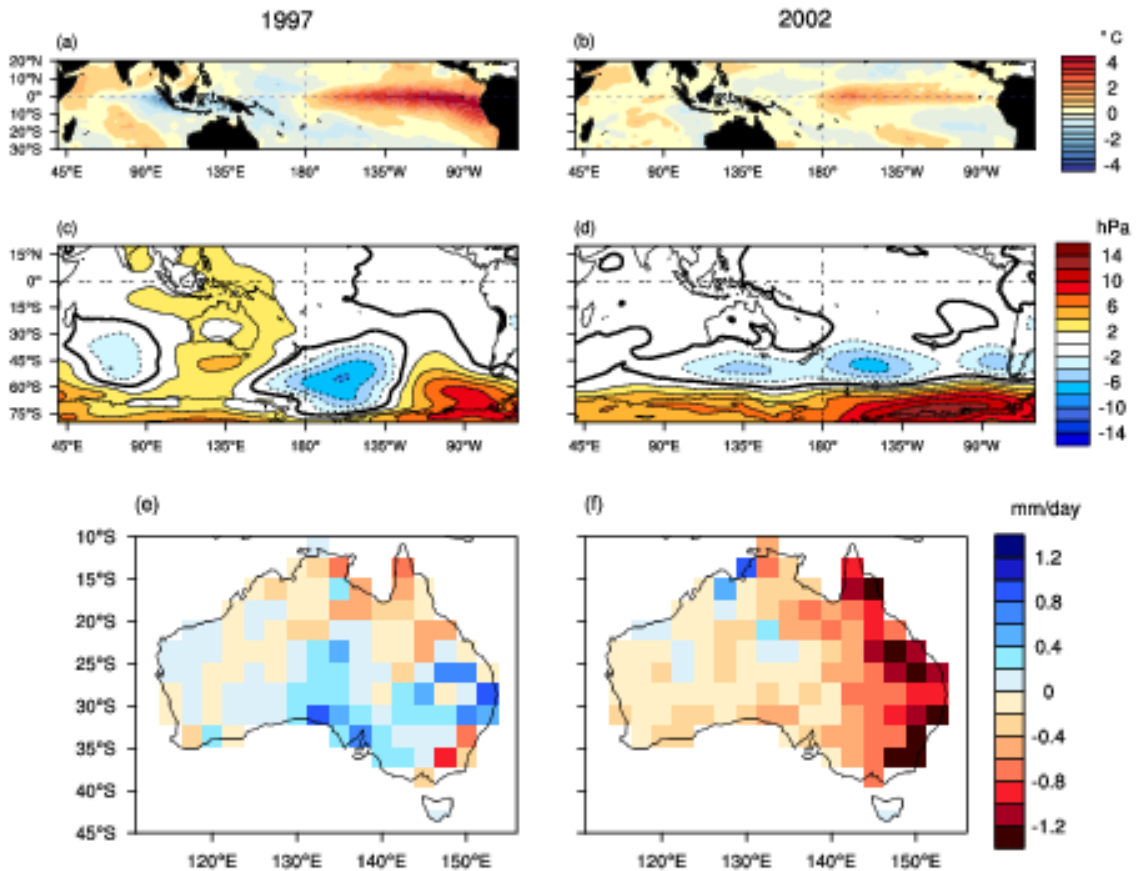 1997
2002
(a)
(b)
° C
20°N
10°N
0°
10°S
20°S
30°S
45°E 90°E 135°E 180° 135°W 90°W
45°E 90°E 135°E 180° 135°W 90°W
4
2
0
-2
-4
(c)
(d)
hPa
15°N
0°
15°S
30°S
45°S
60°S
75°S
45°E 90°E 135°E 180° 135°W 90°W
45°E 90°E 135°E 180° 135°W 90°W
14
10
6
2
-2
-6
-10
-14
(e)
(f)
mm/day
10°S
15°S
20°S
25°S
30°S
35°S
40°S
45°S
120°E 130°E 140°E 150°E
120°E 130°E 140°E 150°E
1.2
0.8
0.4
0
-0.4
-0.8
-1.2